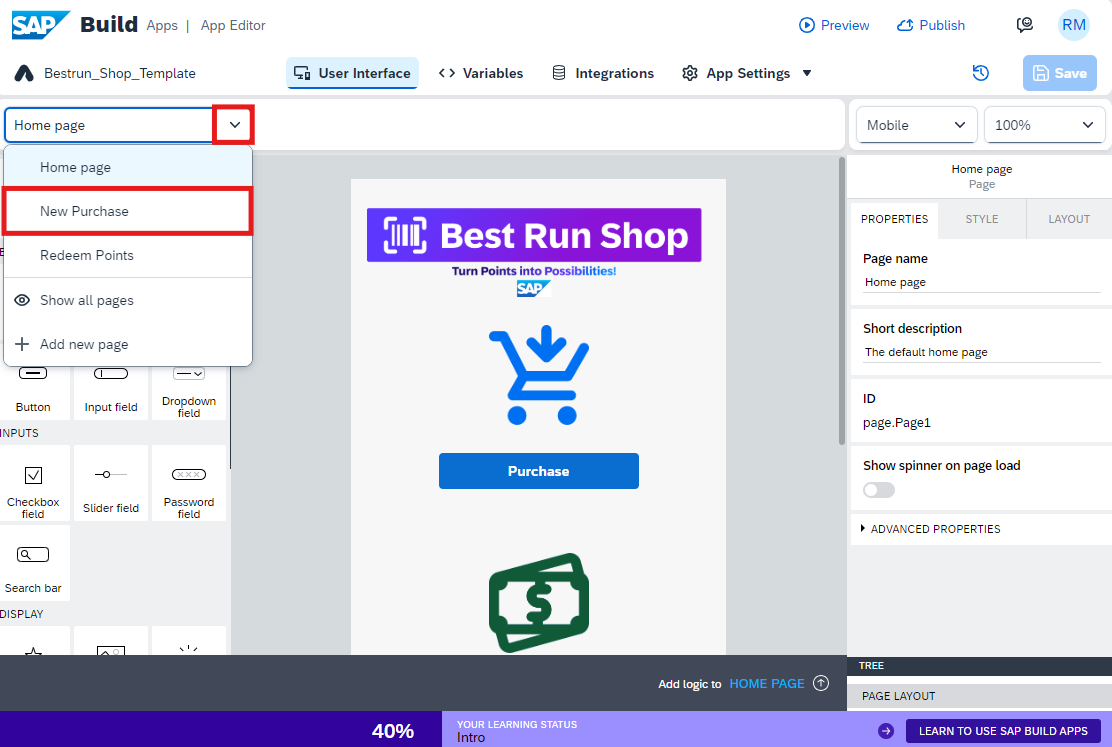 SAP Build Apps | App Editor
Preview
Publish
RM
Bestrun_Shop_Template
User Interface
Variables
Integrations
App Settings
Save
Home page
Mobile
100%
Home page
New Purchase
Redeem Points
Show all pages
Add new page
Button
Input field
Dropdown
field
INPUTS
Checkbox
field
Slider field
Password
field
Search bar
DISPLAY
Best Run Shop
Turn Points into Possibilities!
SAP
Purchase
Home page
Page
PROPERTIES
STYLE
LAYOUT
Page name
Home page
Short description
The default home page
ID
page.Page1
Show spinner on page load
ADVANCED PROPERTIES
Add logic to HOME PAGE
TREE
PAGE LAYOUT
40%
YOUR LEARNING STATUS
Intro
LEARN TO USE SAP BUILD APPS